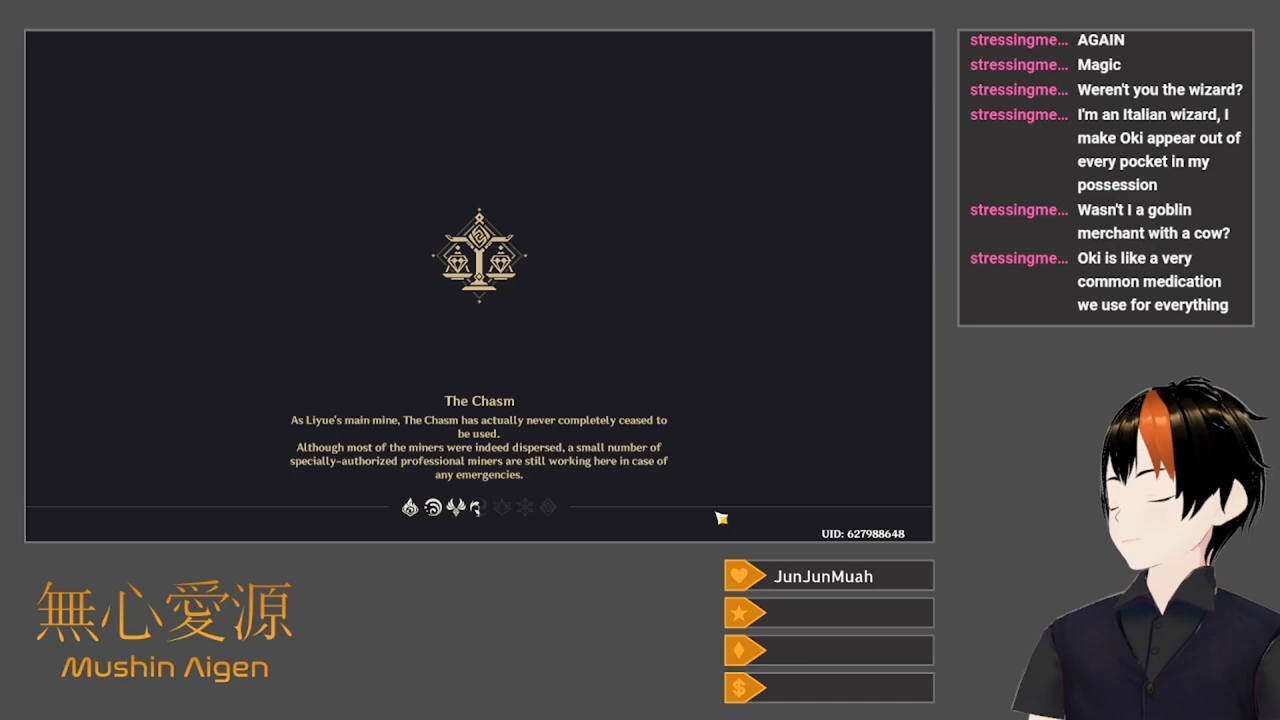 The Chasm
As Liyue's main mine, The Chasm has actually never completely ceased to
be used.
Although most of the miners were indeed dispersed, a small number of
specially-authorized professional miners are still working here in case of
any emergencies.
UID: 627988648
stressingme... AGAIN
stressingme... Magic
stressingme... Weren't you the wizard?
stressingme... I'm an Italian wizard, I
make Oki appear out of
every pocket in my
possession
stressingme... Wasn't I a goblin
merchant with a cow?
stressingme... Oki is like a very
common medication
we use for everything
無心愛源
Mushin Aigen
JunJunMuah
$